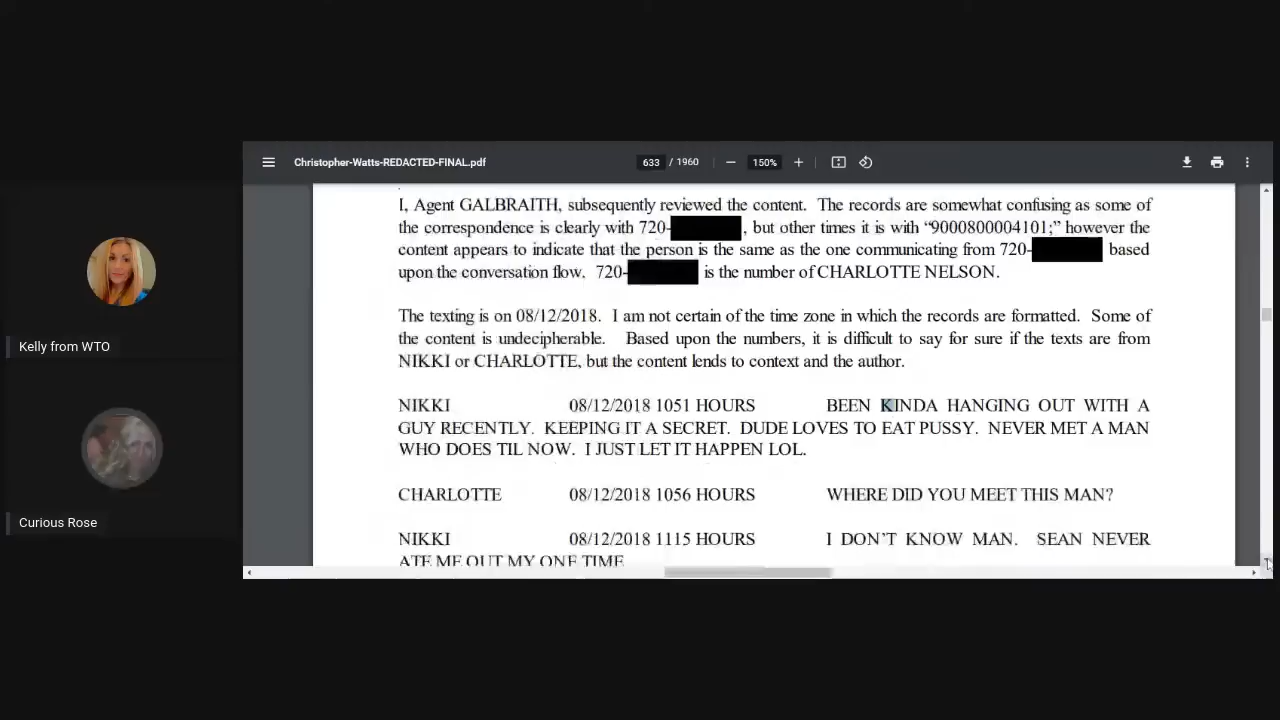 Christopher-Watts-REDACTED-FINAL.pdf
633 / 1960
150%
I, Agent GALBRAITH, subsequently reviewed the content. The records are somewhat confusing as some of
the correspondence is clearly with 720- , but other times it is with “9000800004101;” however the
content appears to indicate that the person is the same as the one communicating from 720- based
upon the conversation flow. 720- is the number of CHARLOTTE NELSON.
The texting is on 08/12/2018. I am not certain of the time zone in which the records are formatted. Some of
the content is undecipherable. Based upon the numbers, it is difficult to say for sure if the texts are from
NIKKI or CHARLOTTE, but the content lends to context and the author.
NIKKI 08/12/2018 1051 HOURS BEEN KINDA HANGING OUT WITH A
GUY RECENTLY. KEEPING IT A SECRET. DUDE LOVES TO EAT PUSSY. NEVER MET A MAN
WHO DOES TIL NOW. I JUST LET IT HAPPEN LOL.
CHARLOTTE 08/12/2018 1056 HOURS WHERE DID YOU MEET THIS MAN?
NIKKI 08/12/2018 1115 HOURS I DON’T KNOW MAN. SEAN NEVER
ATE ME OUT MY ONE TIME
Kelly from WTO
Curious Rose